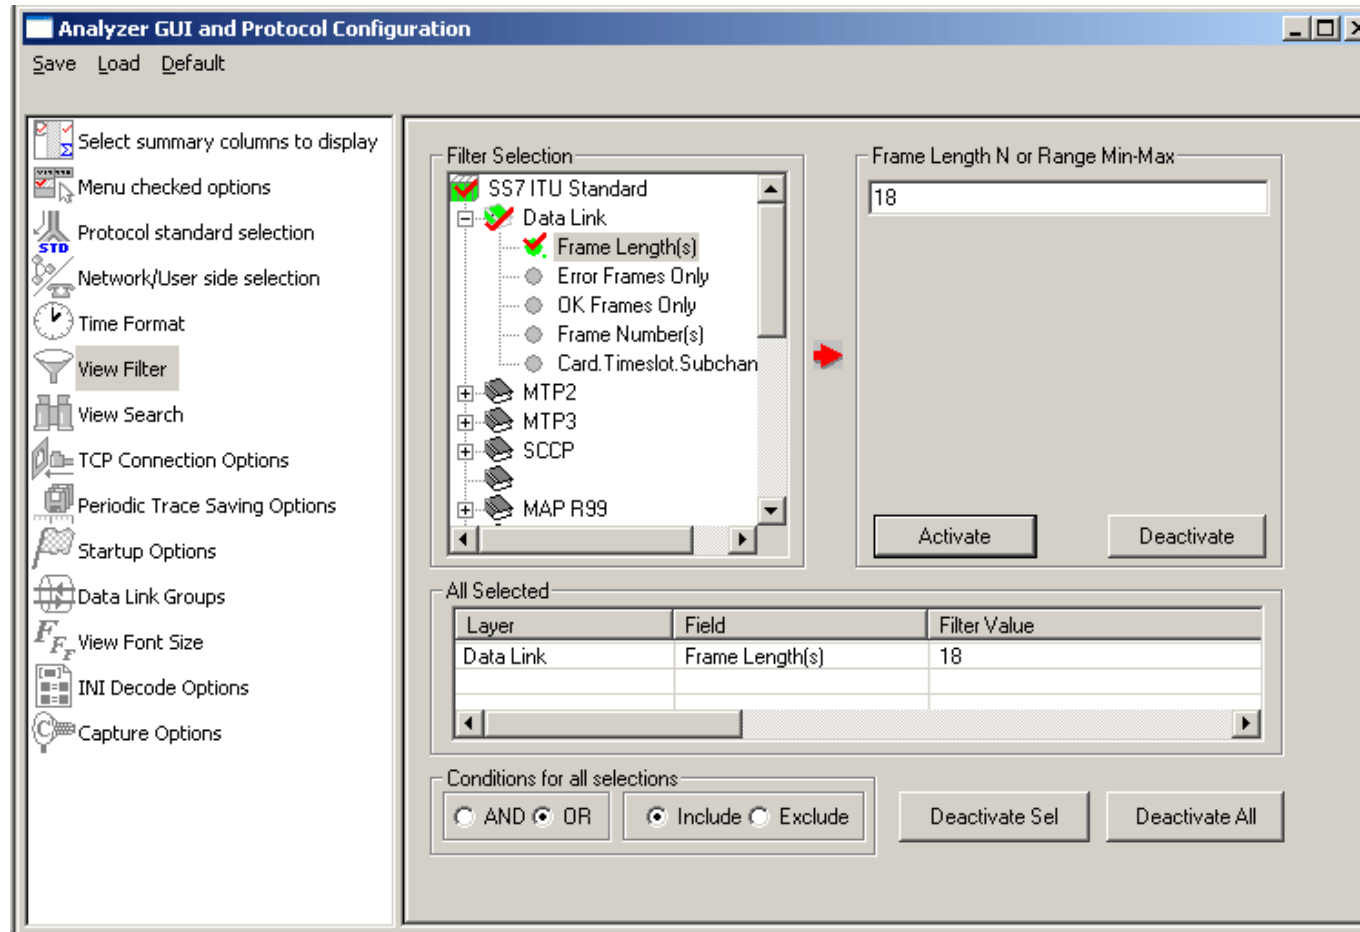 Analyzer GUI and Protocol Configuration
Save Load Default
Select summary columns to display
Menu checked options
STD
Protocol standard selection
Network/User side selection
Time Format
View Filter
View Search
TCP Connection Options
Periodic Trace Saving Options
Startup Options
Data Link Groups
View Font Size
INI Decode Options
Capture Options
Filter Selection
SS7 ITU Standard
Data Link
Frame Length(s)
Error Frames Only
OK Frames Only
Frame Number(s)
Card.Timeslot.Subchan
MTP2
MTP3
SCCP
MAP R99
Frame Length N or Range Min-Max
18
Activate Deactivate
All Selected
Layer Field Filter Value
Data Link Frame Length(s) 18
Conditions for all selections
AND OR Include Exclude
Deactivate Sel Deactivate All